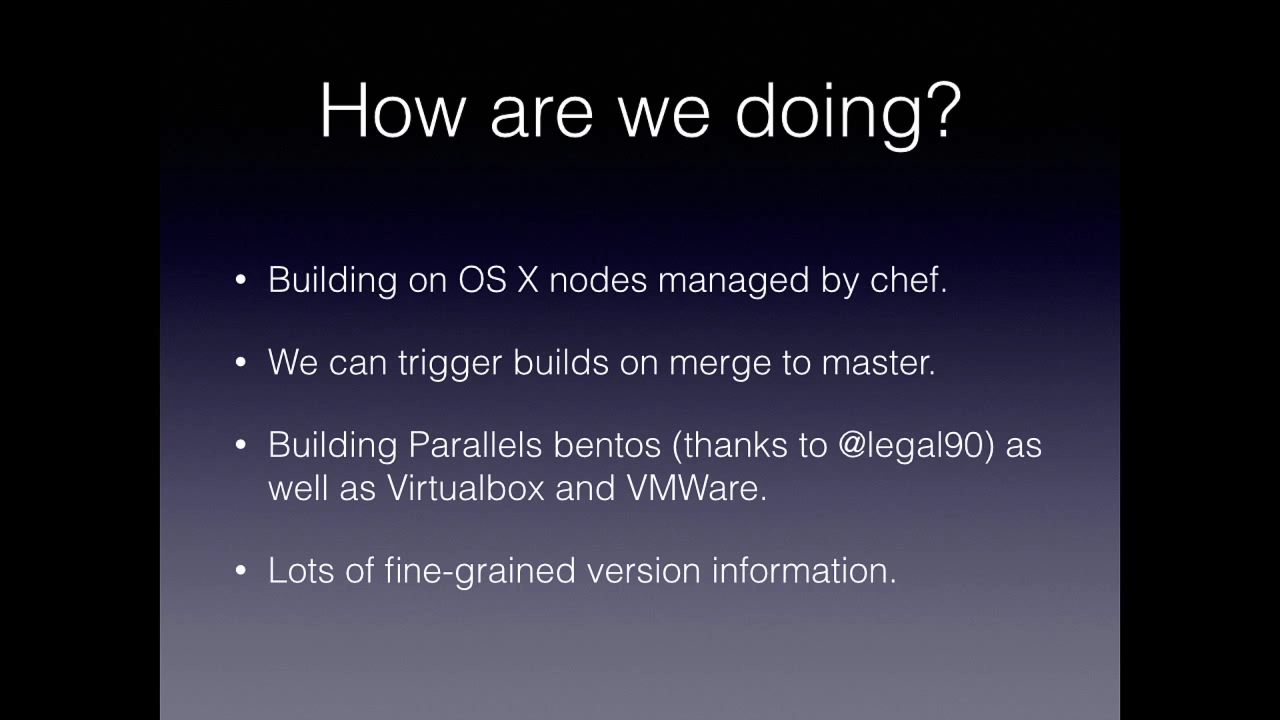 How are we doing?
• Building on OS X nodes managed by chef.
• We can trigger builds on merge to master.
• Building Parallels bentos (thanks to @legal90) as
well as Virtualbox and VMWare.
• Lots of fine-grained version information.